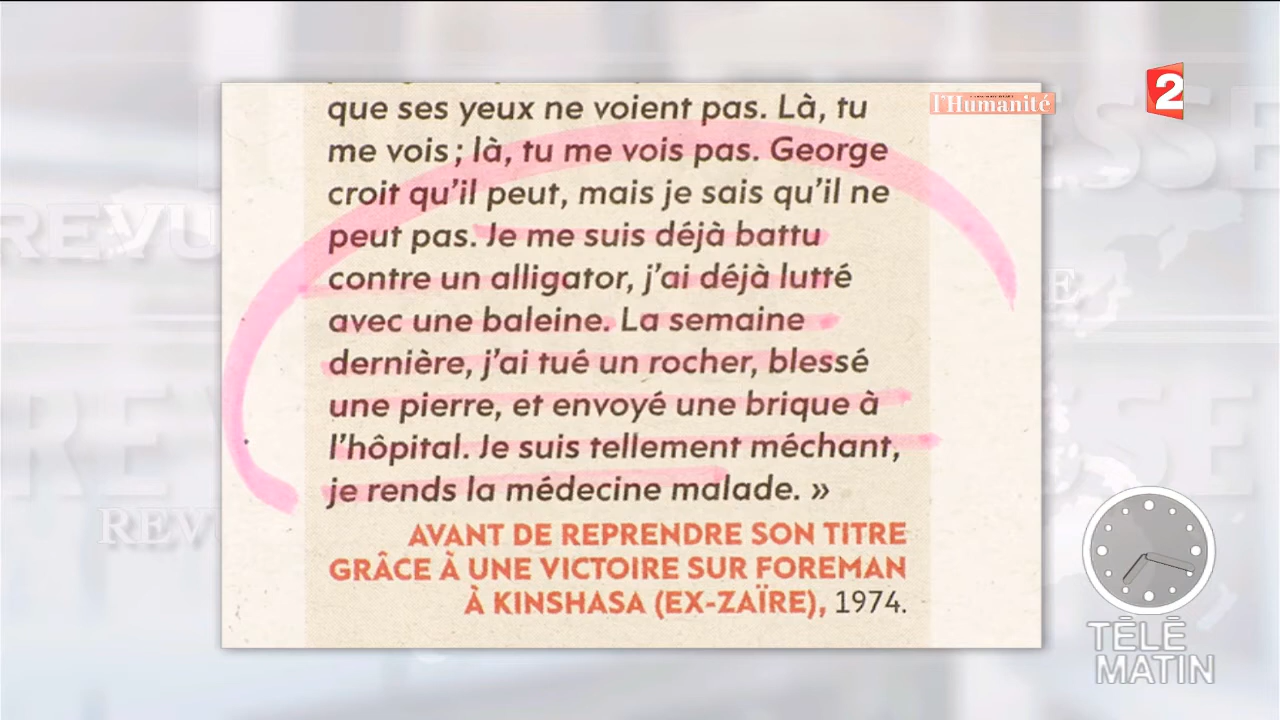 que ses yeux ne voient pas. Là, tu
me vois ; là, tu me vois pas. George
croit qu'il peut, mais je sais qu'il ne
peut pas. Je me suis déjà battu
contre un alligator, j'ai déjà lutté
avec une baleine. La semaine
dernière, j'ai tué un rocher, blessé
une pierre, et envoyé une brique à
l'hôpital. Je suis tellement méchant,
je rends la médecine malade. »
AVANT DE REPRENDRE SON TITRE
GRÂCE À UNE VICTOIRE SUR FOREMAN
À KINSHASA (EX-ZAÏRE), 1974.
l'Humanité
2
TÉLÉ
MATIN